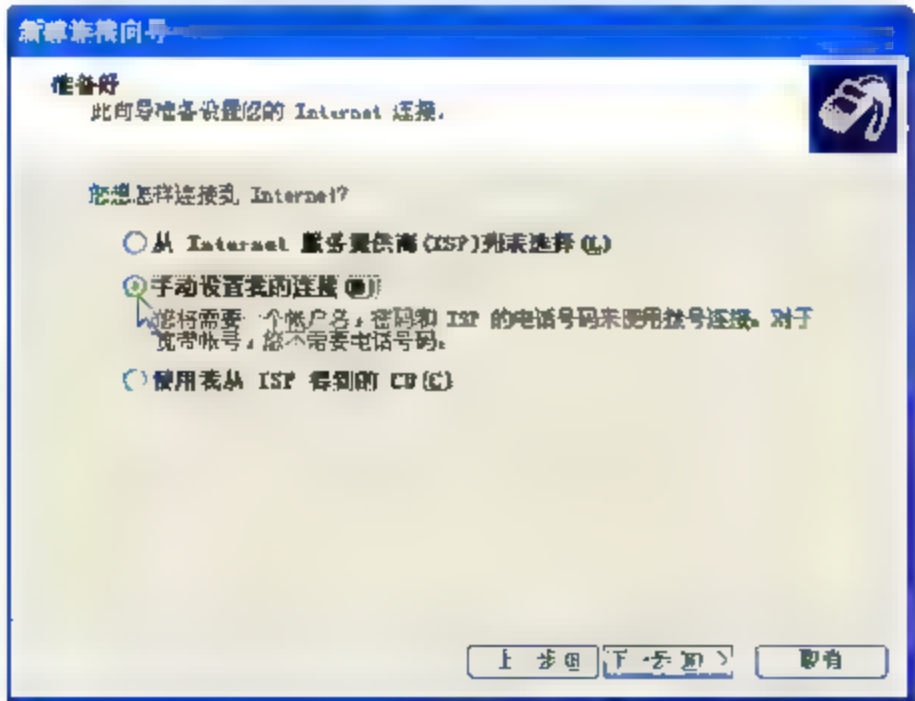 新建连接向导
准备好
此向导准备设置您的 Internet 连接。
您想怎样连接到 Internet?
从 Internet 服务提供商(ISP)列表选择(L)
手动设置我的连接(M)
您将需要一个帐户名，密码和 ISP 的电话号码来使用拨号连接。对于
宽带帐号，您不需要电话号码。
使用我从 ISP 得到的 CD(C)
上一步(B) 下一步(N) > 取消